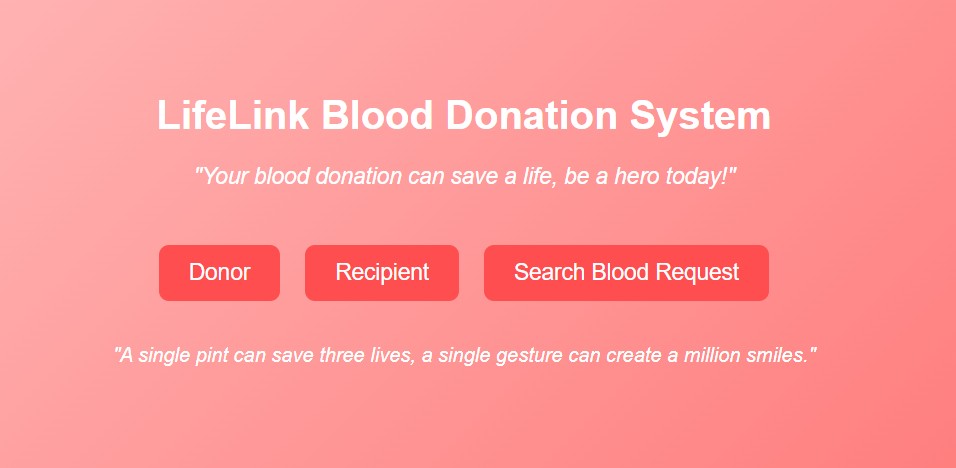 LifeLink Blood Donation System
"Your blood donation can save a life, be a hero today!"
Donor
Recipient
Search Blood Request
"A single pint can save three lives, a single gesture can create a million smiles."